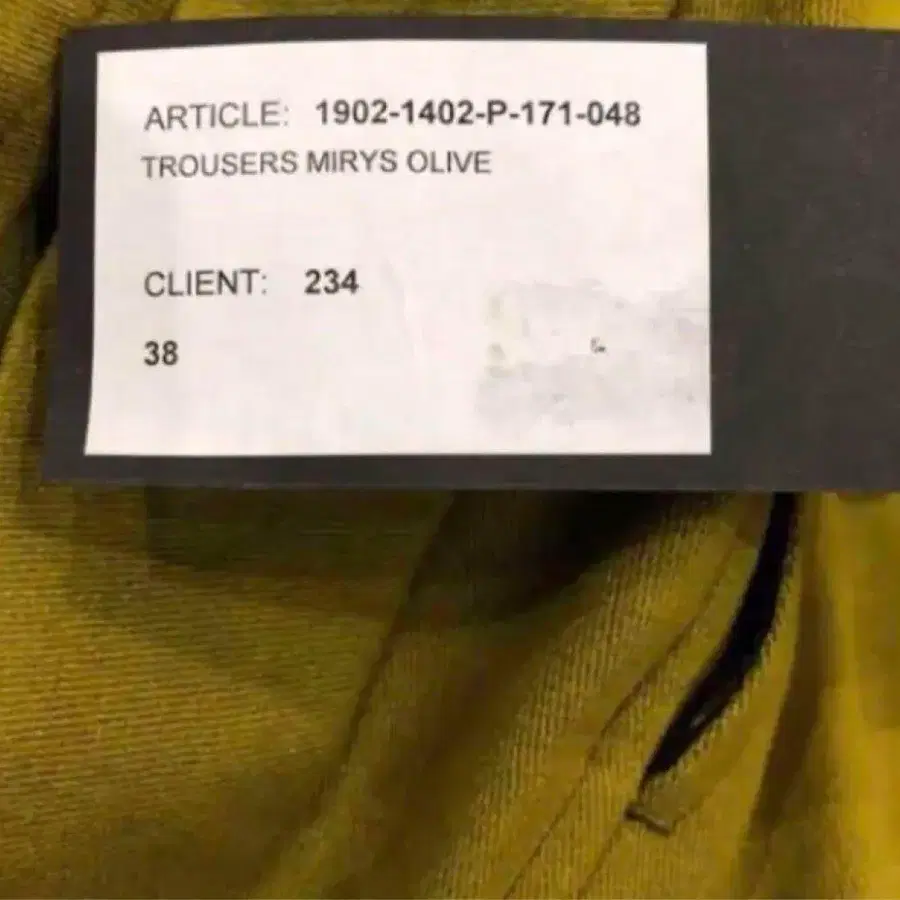 ARTICLE: 1902-1402-P-171-048
TROUSERS MIRYS OLIVE
CLIENT: 234
38